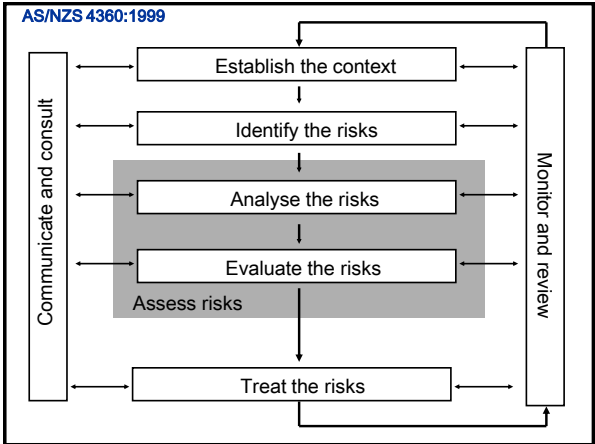 AS/NZS 4360:1999
Establish the context
Identify the risks
Analyse the risks
Evaluate the risks
Assess risks
Treat the risks
Communicate and consult
Monitor and review